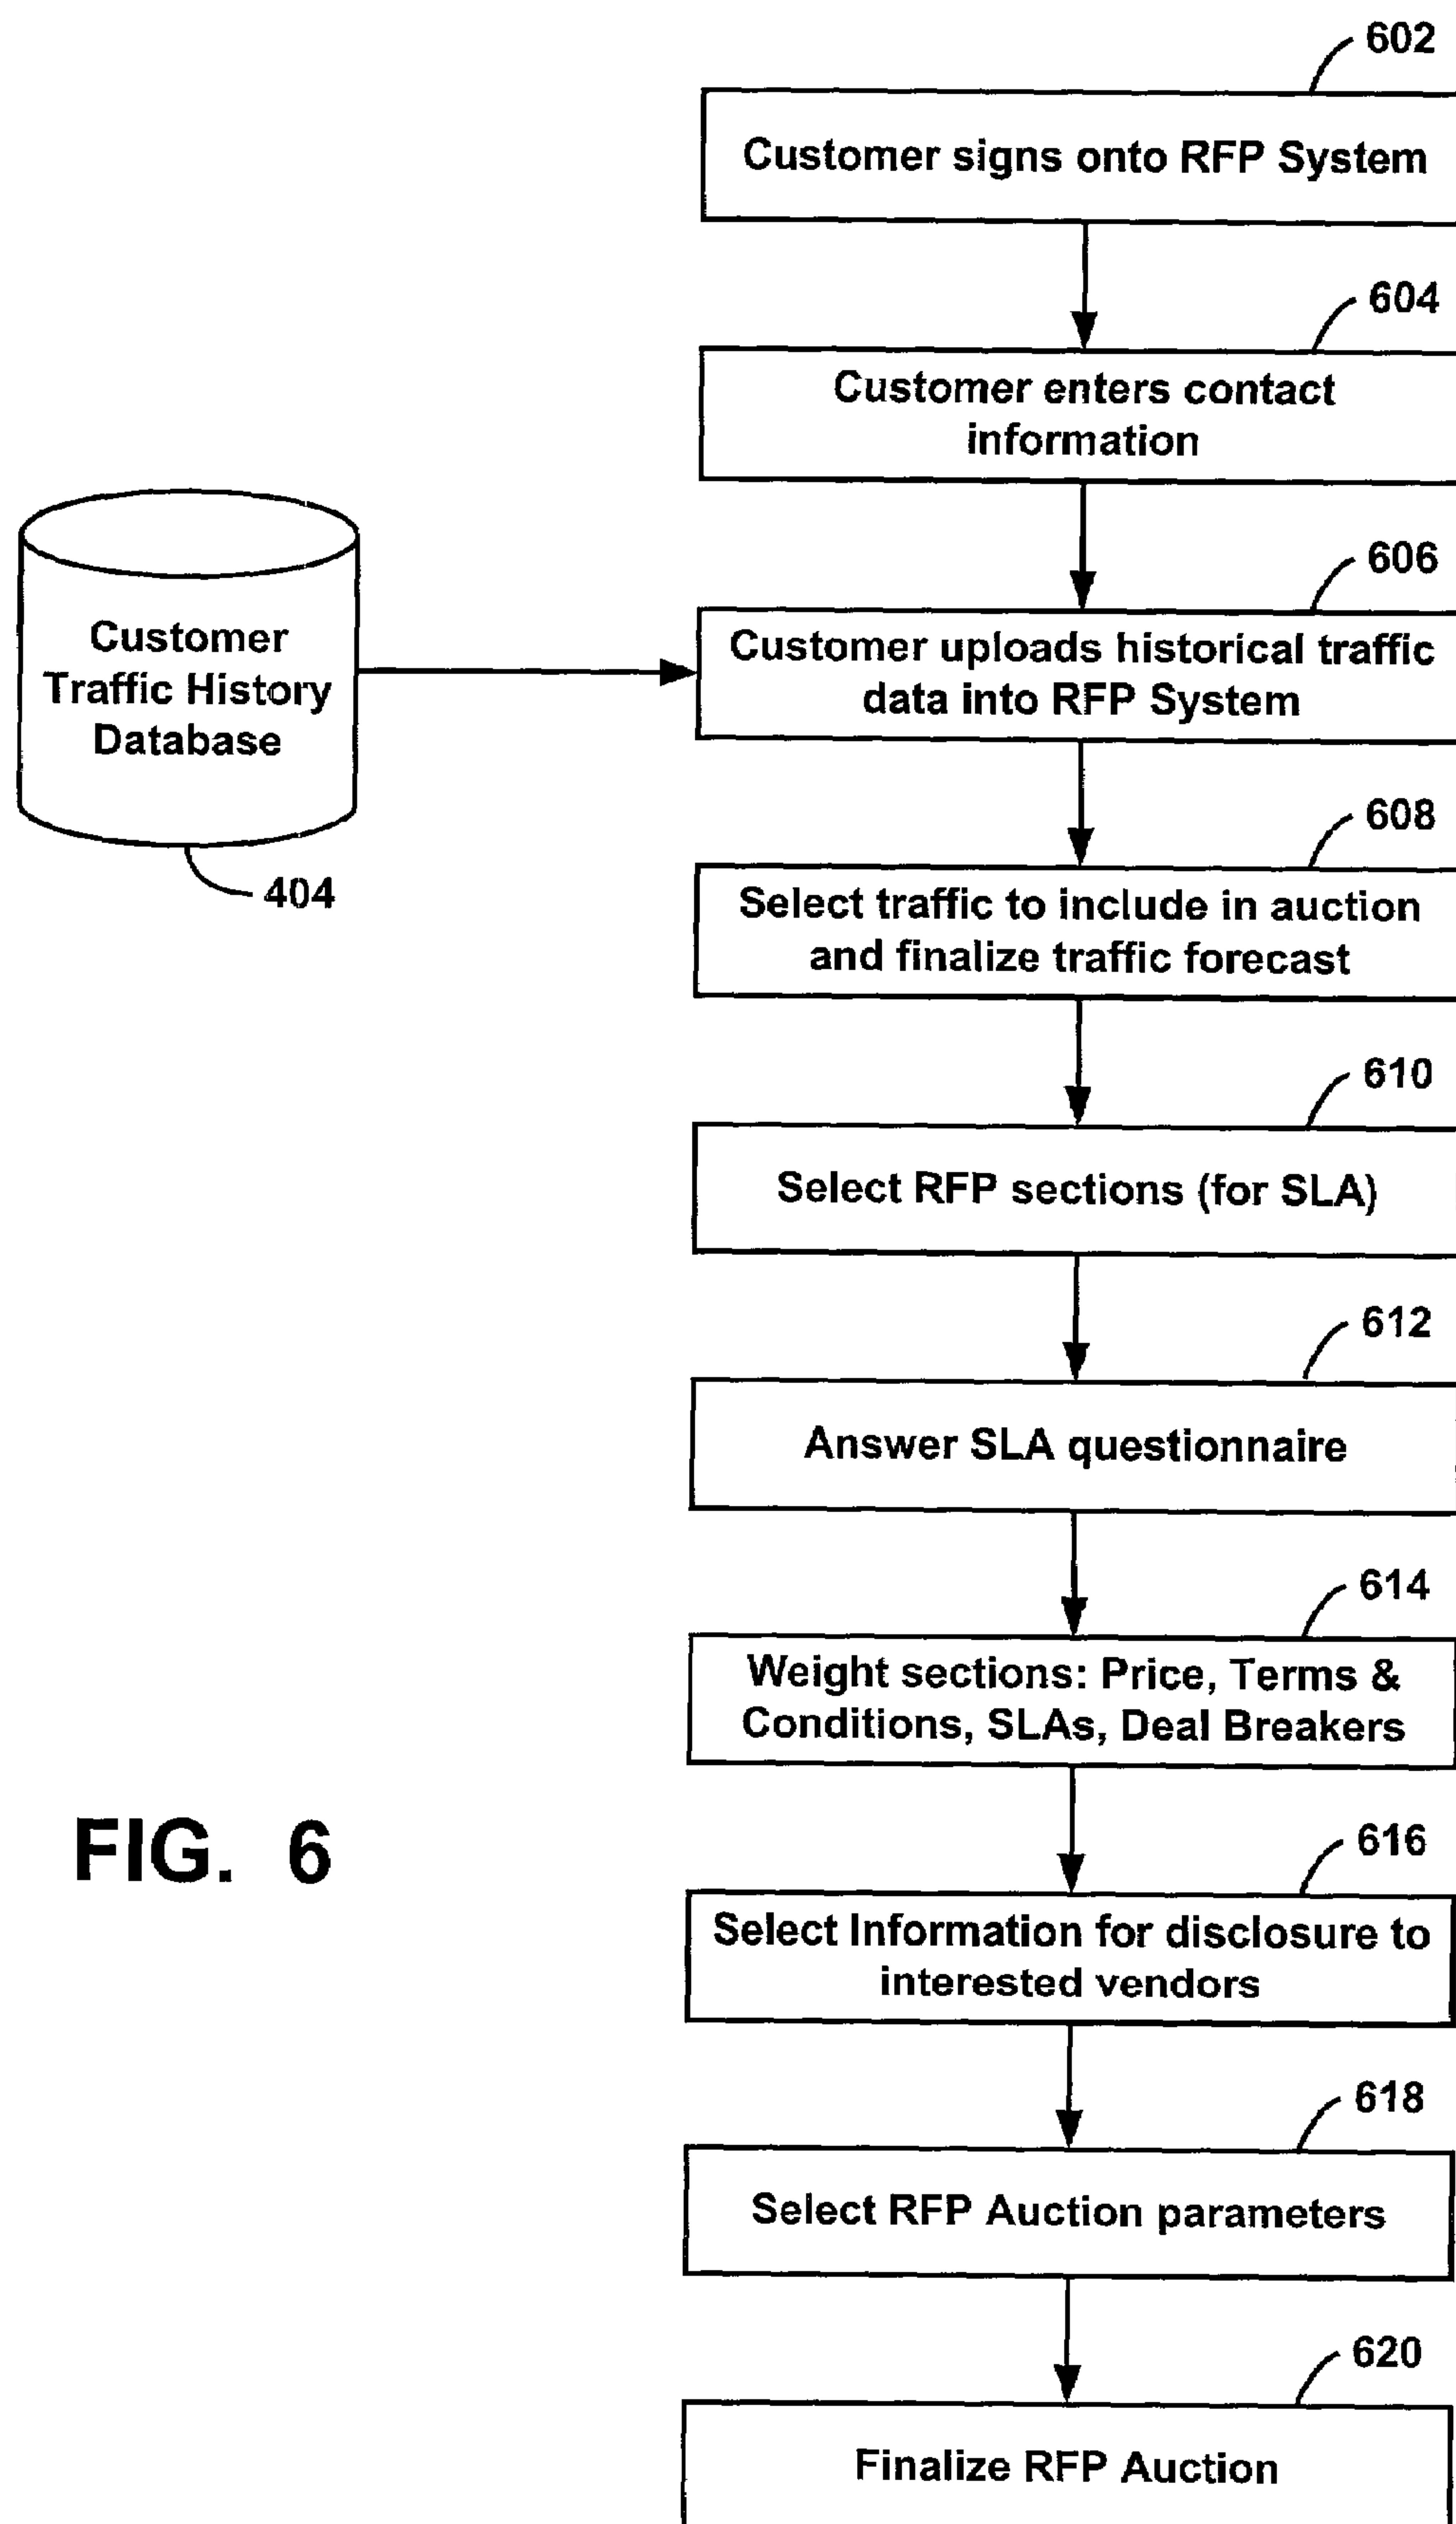 602
Customer signs onto RFP System
604
Customer enters contact
information
606
Customer uploads historical traffic
data into RFP System
Customer
Traffic History
Database
404
608
Select traffic to include in auction
and finalize traffic forecast
610
Select RFP sections (for SLA)
612
Answer SLA questionnaire
614
Weight sections: Price, Terms &
Conditions, SLAs, Deal Breakers
FIG. 6
616
Select Information for disclosure to
interested vendors
618
Select RFP Auction parameters
620
Finalize RFP Auction